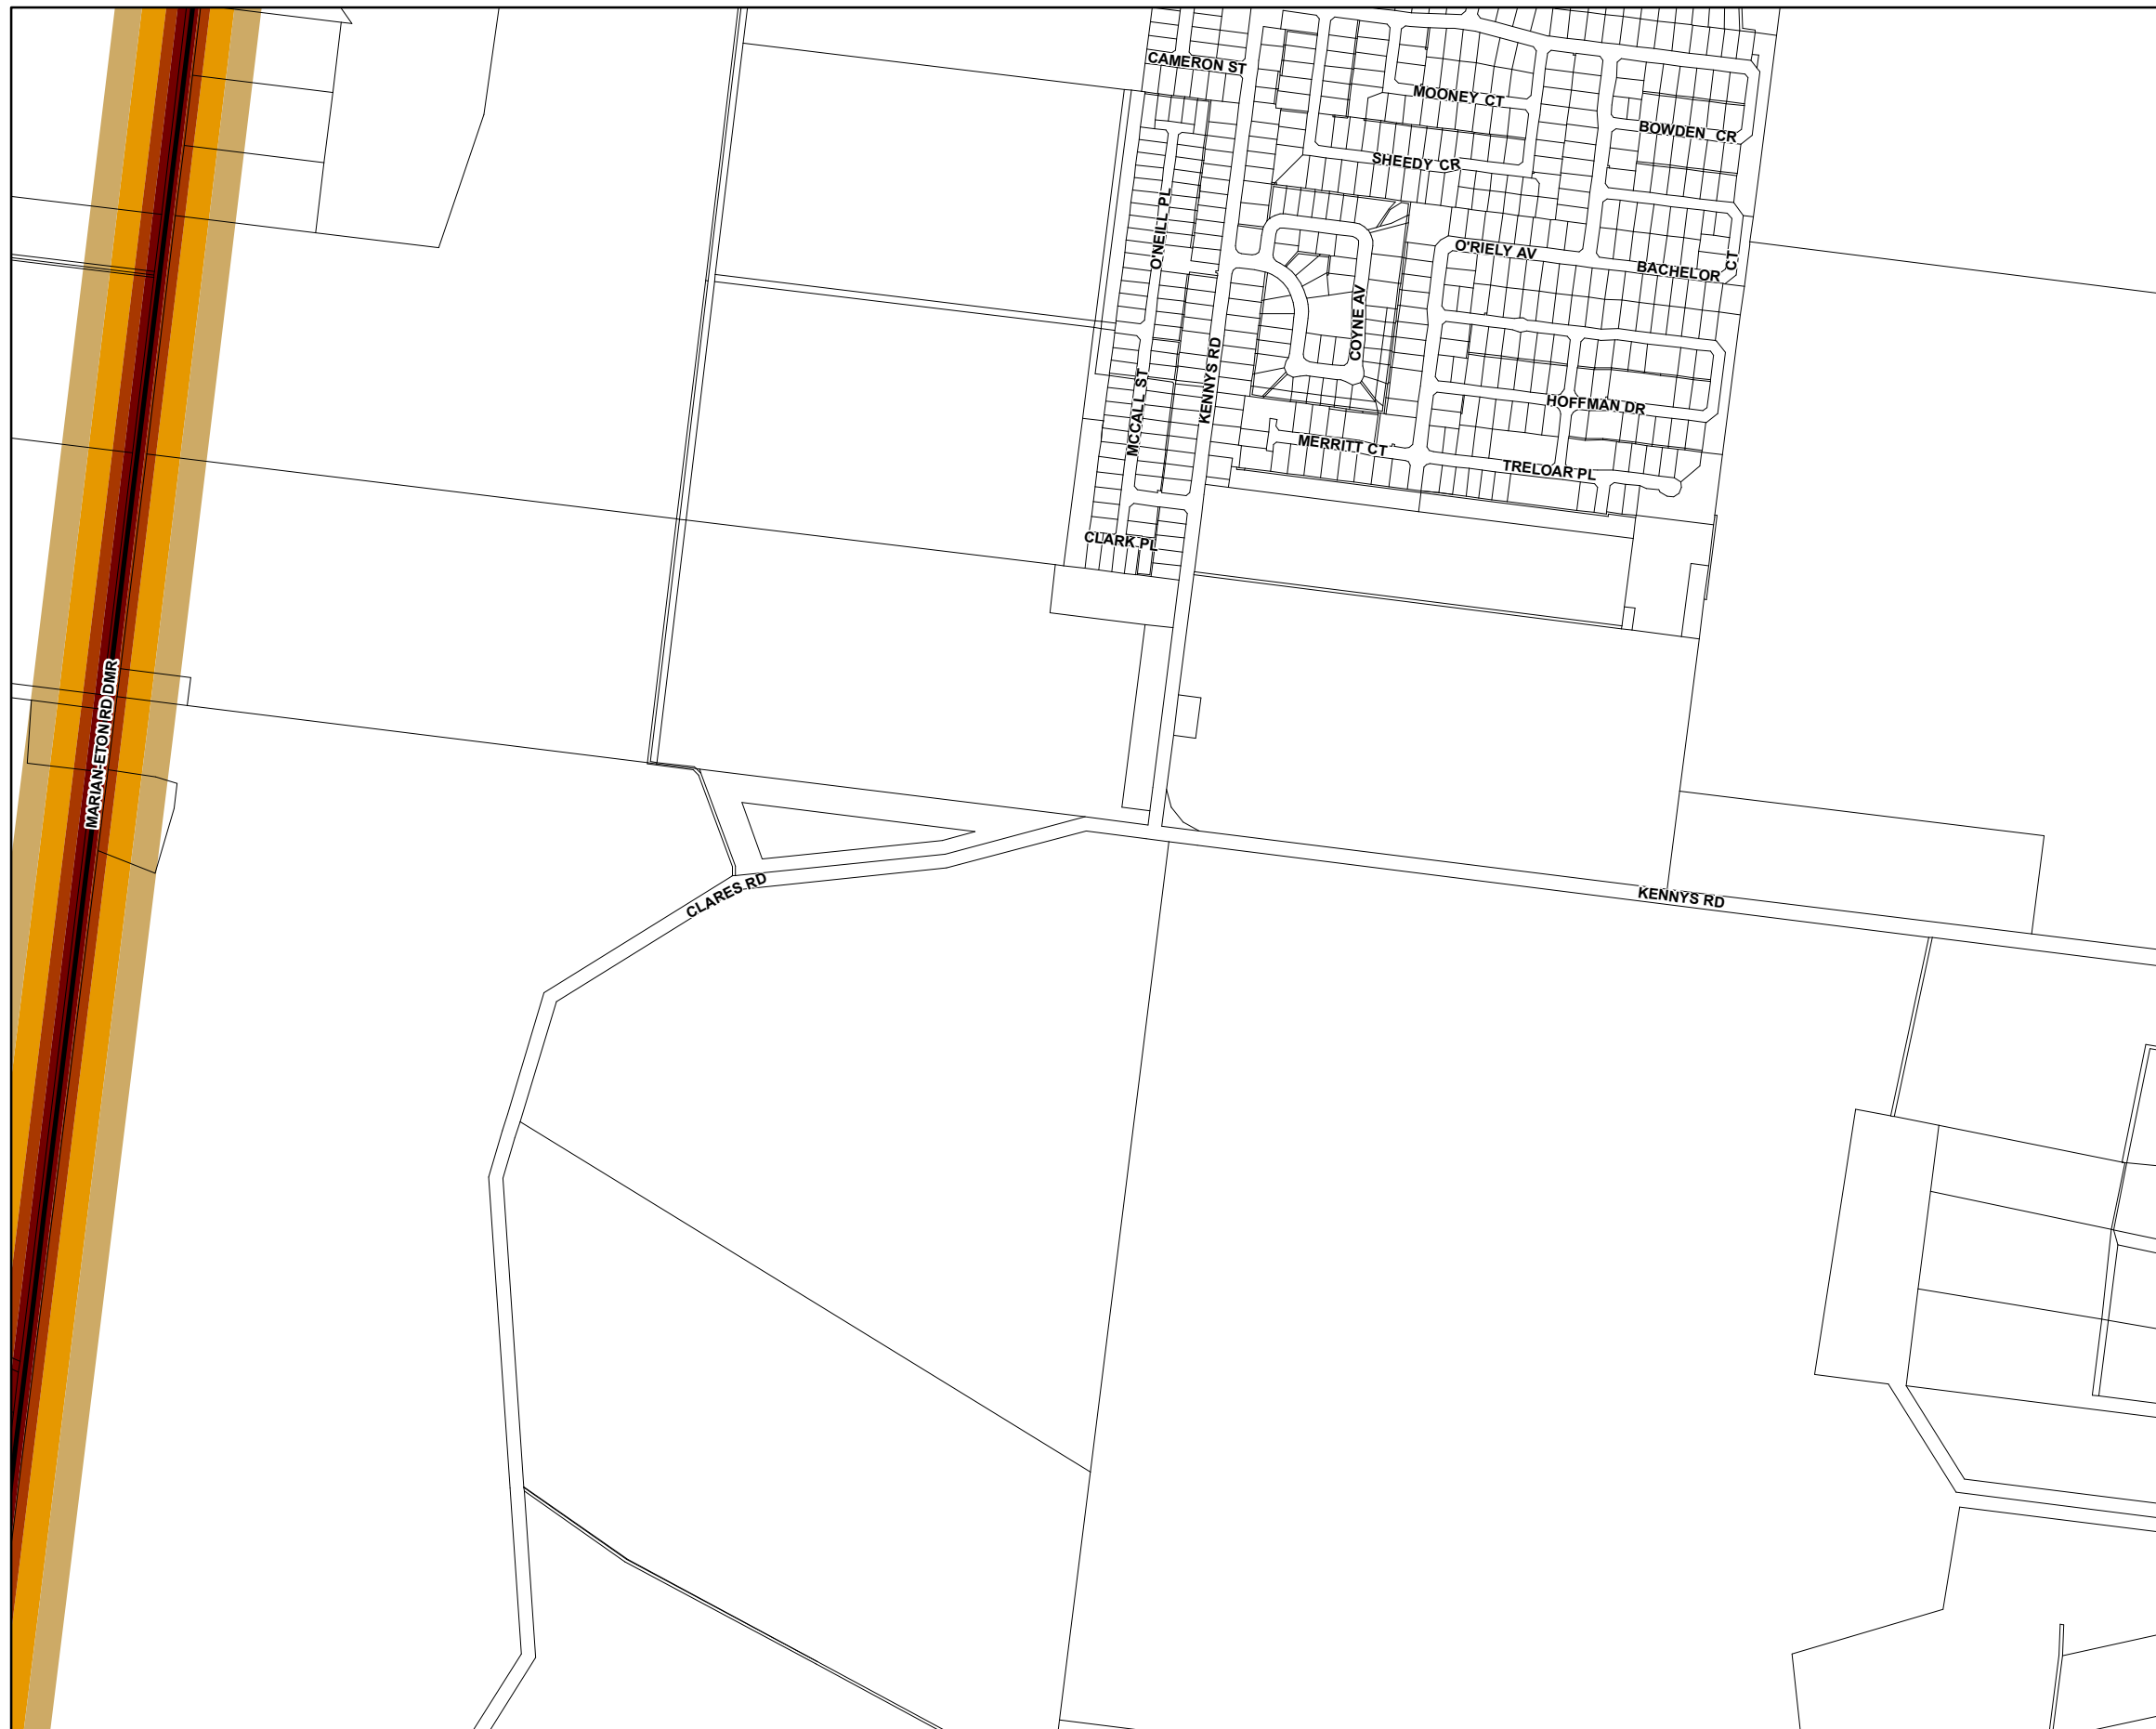 CAMERON ST
MOONEY CT
BOWDEN CR
SHEEDY CR
O'NEILL PL
O'RIELY AV
BACHELOR
CT
COYNE AV
KENNYS RD
MCCALL ST
HOFFMAN DR
MERRITT CT
TRELOAR PL
CLARK PL
MARIAN-ETON RD DMR
CLARES RD
KENNYS RD